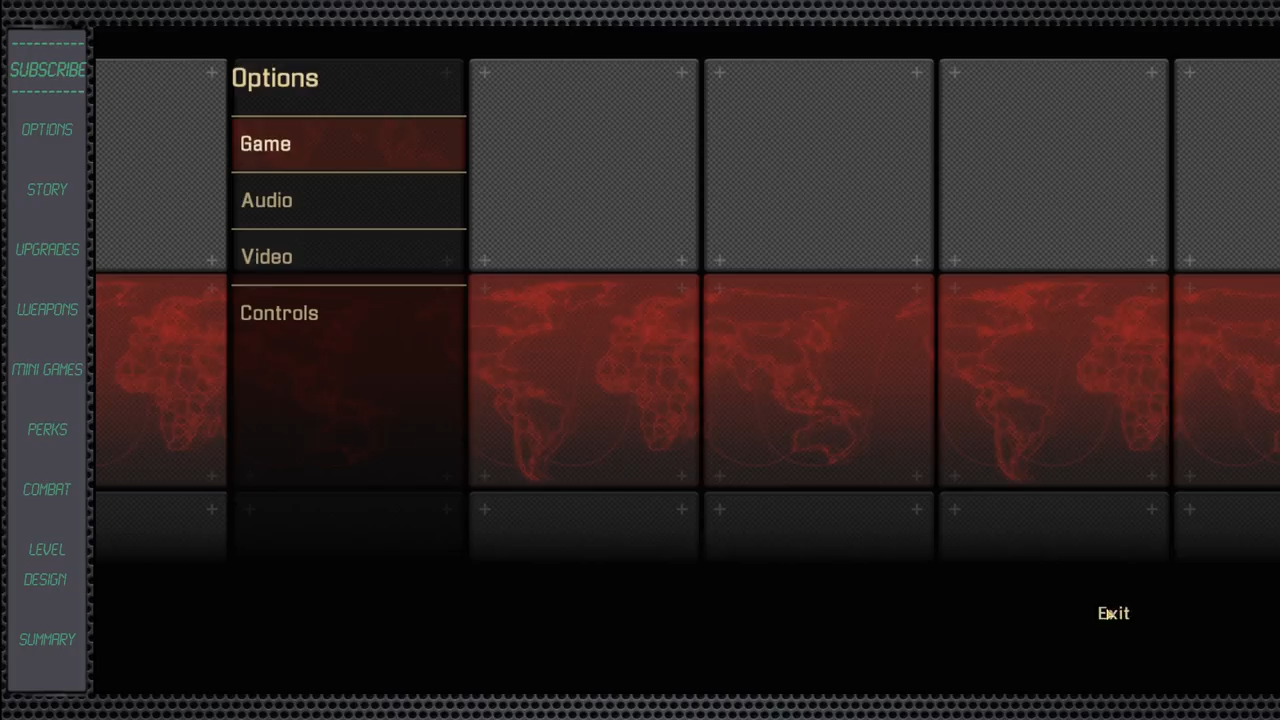 SUBSCRIBE
OPTIONS
STORY
UPGRADES
WEAPONS
MINI GAMES
PERKS
COMBAT
LEVEL
DESIGN
SUMMARY
Options
Game
Audio
Video
Controls
Exit